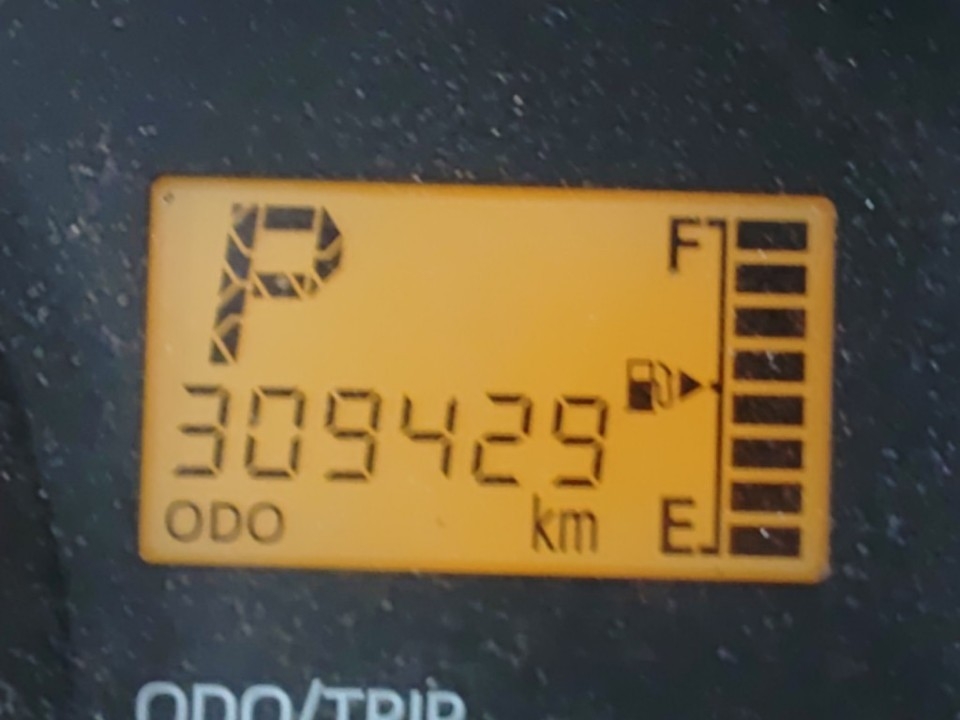 P
F
309429
ODO km E
ODO/TRIP